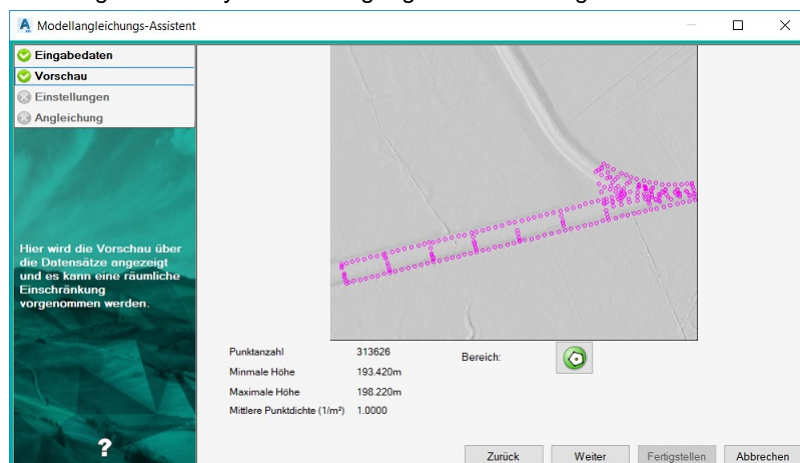 Modellangleichungs-Assistent
Eingabedaten
Vorschau
Einstellungen
Angleichung
Hier wird die Vorschau über
die Datensätze angezeigt
und es kann eine räumliche
Einschränkung
vorgenommen werden.
?
Punktanzahl 313626
Minmale Höhe 193.420m
Maximale Höhe 198.220m
Mittlere Punktdichte (1/m²) 1.0000
Bereich:
Zurück Weiter Fertigstellen Abbrechen